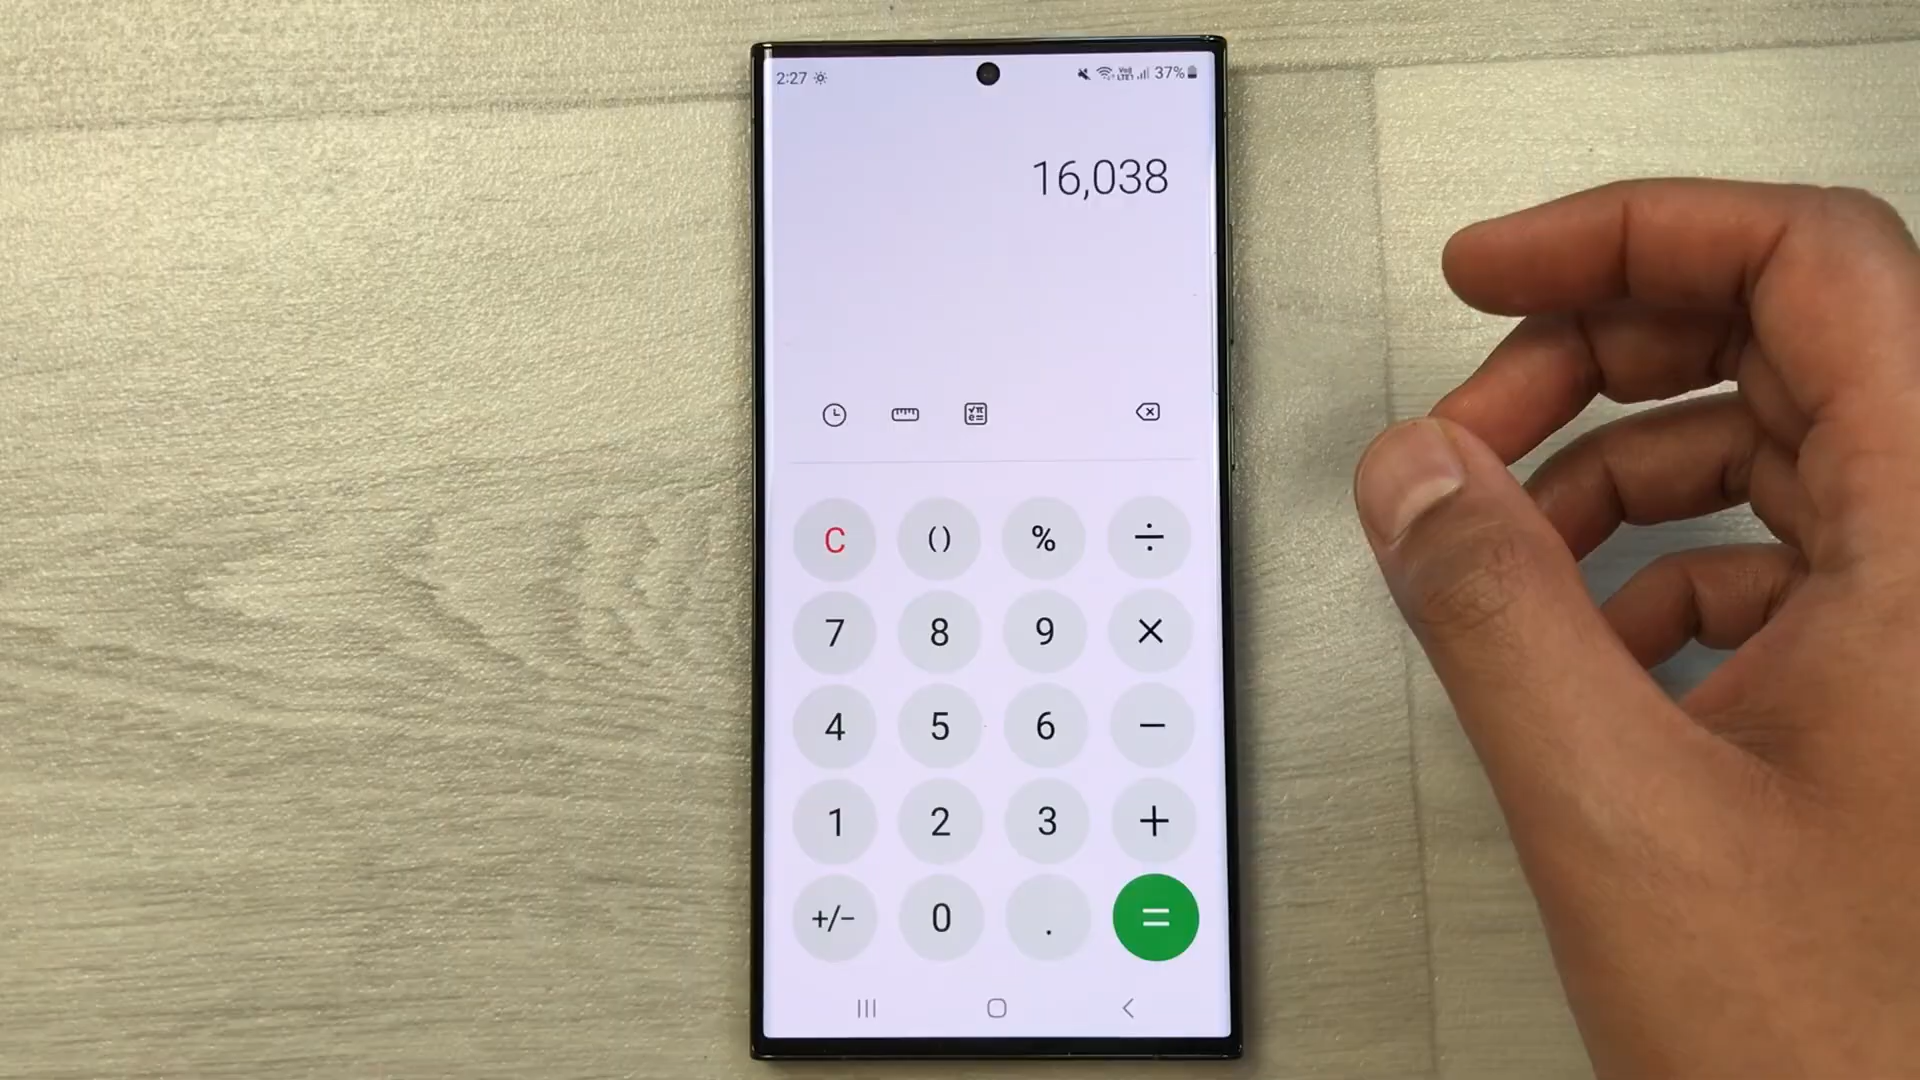 2:27 37%
16,038
C () % ÷
7 8 9 ×
4 5 6 −
1 2 3 +
+/− 0 . =